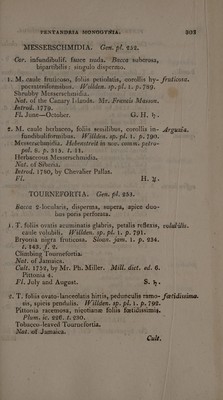 PENTANDRIA MONOGYNIA. 303
MESSERSCHMIDIA. Gen. pl. 252.
Cor. infundibulif. fauce nuda. Bacca suberosa,
bipartibilis: singula disperma.
1. M. caule fruticoso, foliis petiolatis, corollis hy- fruticosa.
pocrateriformibus. Willden. sp. pl. 1. p. 789.
Shrubby Messerschmidia.
Nat. of the Canary Islands. Mr. Francis Masson.
Introd. 1779.
Fl. June—October. G. H. ♄.
2. M. caule herbaceo, foliis sessilibus, corollis in- Arguzia.
fundibuliformibus. Willden. sp. pl. 1. p. 790.
Messerschmidia. Hebenstreit in nov. comm. petro-
pol. 8. p. 315. t. 11.
Herbaceous Messerschmidia.
Nat. of Siberia.
Introd. 1780, by Chevalier Pallas.
Fl. H. ♃.
TOURNEFORTIA. Gen. pl. 253.
Bacca 2-locularis, disperma, supera, apice duo-
bus poris perforata.
1. T. foliis ovatis acuminatis glabris, petalis reflexis, volubilis.
caule volubili. Willden. sp. pl. 1. p. 791.
Bryonia nigra fruticosa. Sloan. jam. 1. p. 234.
t. 143. f. 2.
Climbing Tournefortia.
Nat. of Jamaica.
Cult. 1752, by Mr. Ph. Miller. Mill. dict. ed. 6.
Pittonia 4.
Fl. July and August. S. ♄.
2. T. foliis ovato-lanceolatis hirtis, pedunculis ramo- fœtidissima.
sis, spicis pendulis. Willden. sp. pl. 1. p. 792.
Pittonia racemosa, nicotianæ foliis fœtidissimis.
Plum. ic. 226. t. 230.
Tobacco-leaved Tournefortia.
Nat. of Jamaica.
Cult.